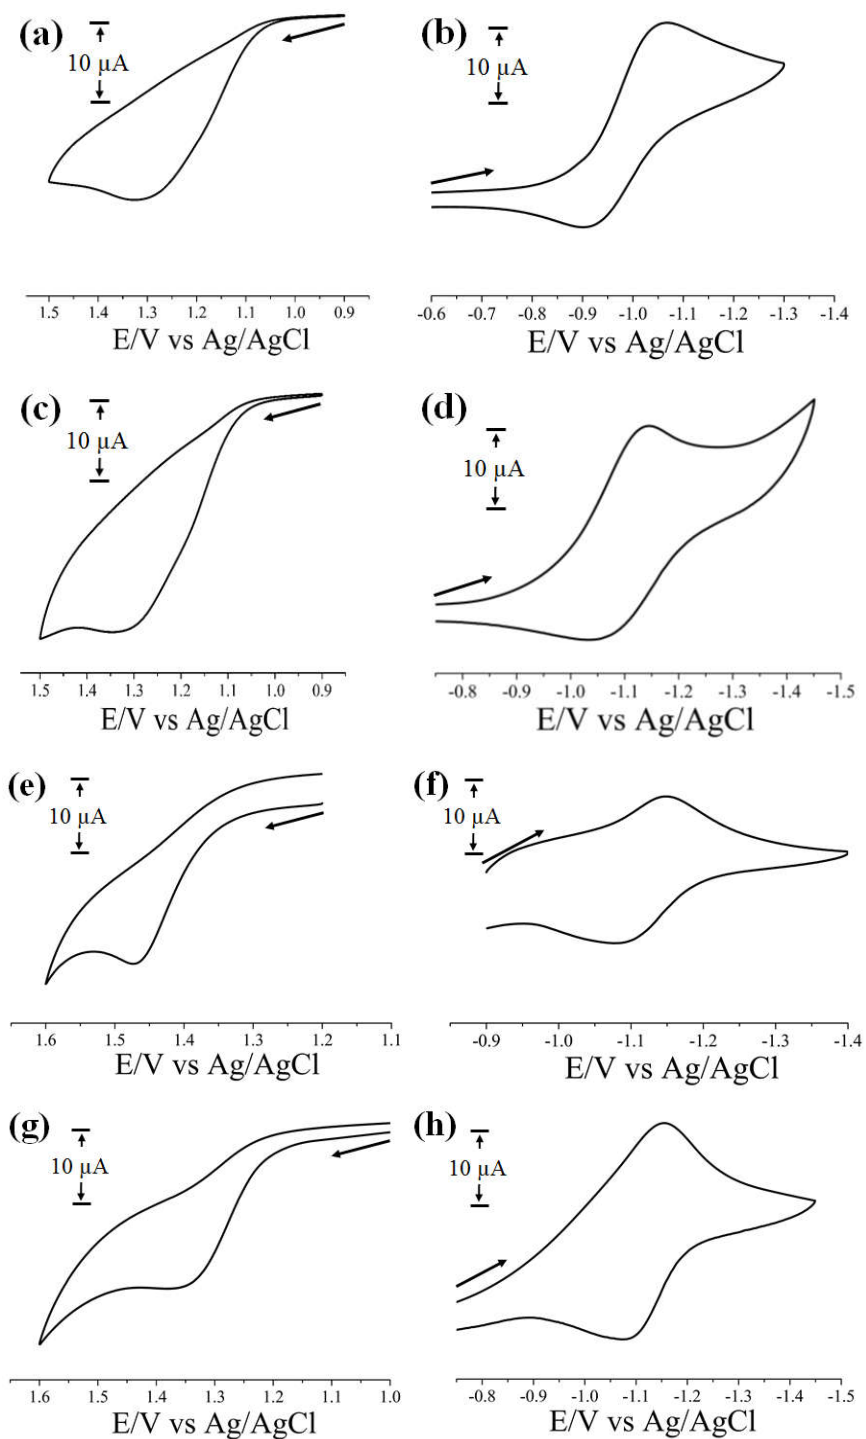 (a)
10 µA
1.5 1.4 1.3 1.2 1.1 1.0 0.9
E/V vs Ag/AgCl
(b)
10 µA
-0.6 -0.7 -0.8 -0.9 -1.0 -1.1 -1.2 -1.3 -1.4
E/V vs Ag/AgCl
(c)
10 µA
1.5 1.4 1.3 1.2 1.1 1.0 0.9
E/V vs Ag/AgCl
(d)
10 µA
-0.8 -0.9 -1.0 -1.1 -1.2 -1.3 -1.4 -1.5
E/V vs Ag/AgCl
(e)
10 µA
1.6 1.5 1.4 1.3 1.2 1.1
E/V vs Ag/AgCl
(f)
10 µA
-0.9 -1.0 -1.1 -1.2 -1.3 -1.4
E/V vs Ag/AgCl
(g)
10 µA
1.6 1.5 1.4 1.3 1.2 1.1 1.0
E/V vs Ag/AgCl
(h)
10 µA
-0.8 -0.9 -1.0 -1.1 -1.2 -1.3 -1.4 -1.5
E/V vs Ag/AgCl